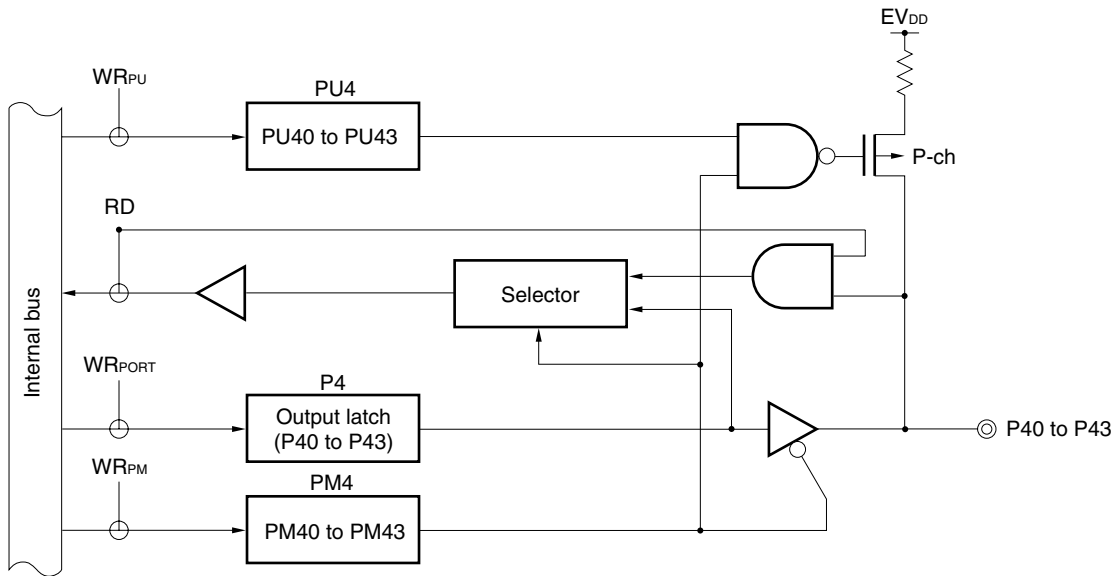 EVDD
WRPU
PU4
PU40 to PU43
P-ch
RD
Selector
Internal bus
WRPORT
P4
Output latch
(P40 to P43)
P40 to P43
WRPM
PM4
PM40 to PM43